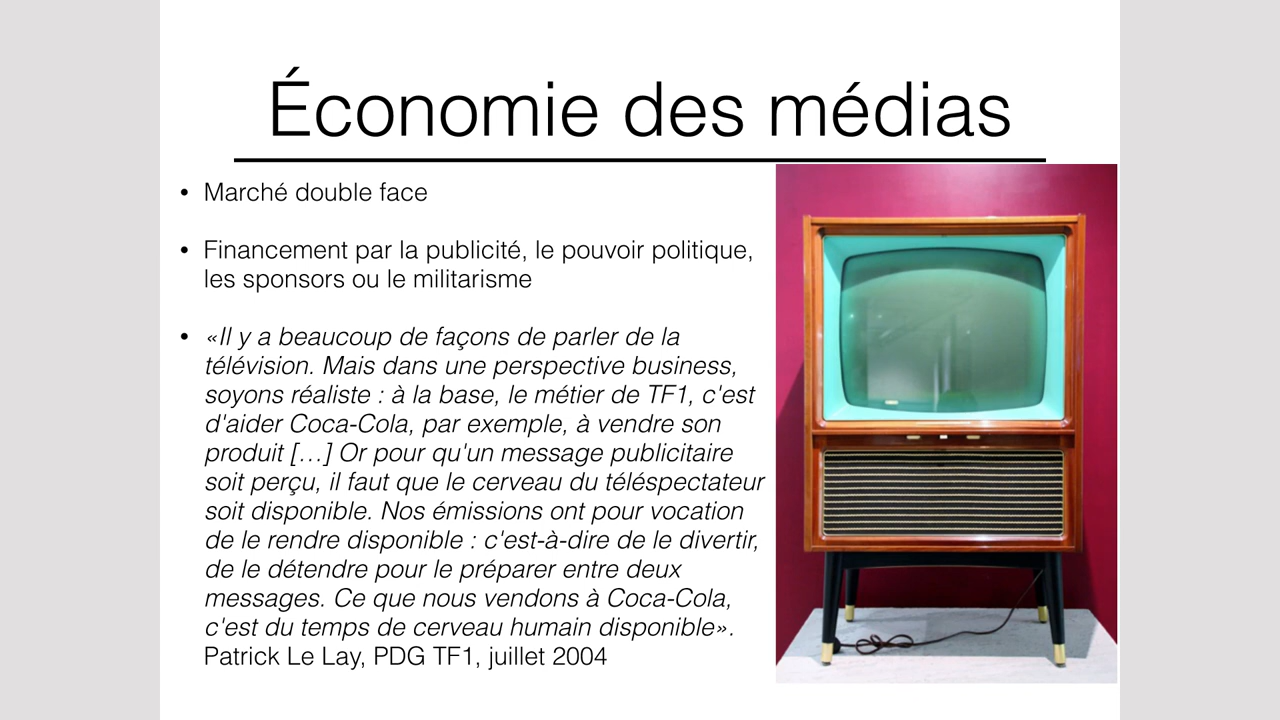 Économie des médias
• Marché double face
• Financement par la publicité, le pouvoir politique,
les sponsors ou le militarisme
• «Il y a beaucoup de façons de parler de la
télévision. Mais dans une perspective business,
soyons réaliste : à la base, le métier de TF1, c'est
d'aider Coca-Cola, par exemple, à vendre son
produit […] Or pour qu'un message publicitaire
soit perçu, il faut que le cerveau du téléspectateur
soit disponible. Nos émissions ont pour vocation
de le rendre disponible : c'est-à-dire de le divertir,
de le détendre pour le préparer entre deux
messages. Ce que nous vendons à Coca-Cola,
c'est du temps de cerveau humain disponible».
Patrick Le Lay, PDG TF1, juillet 2004